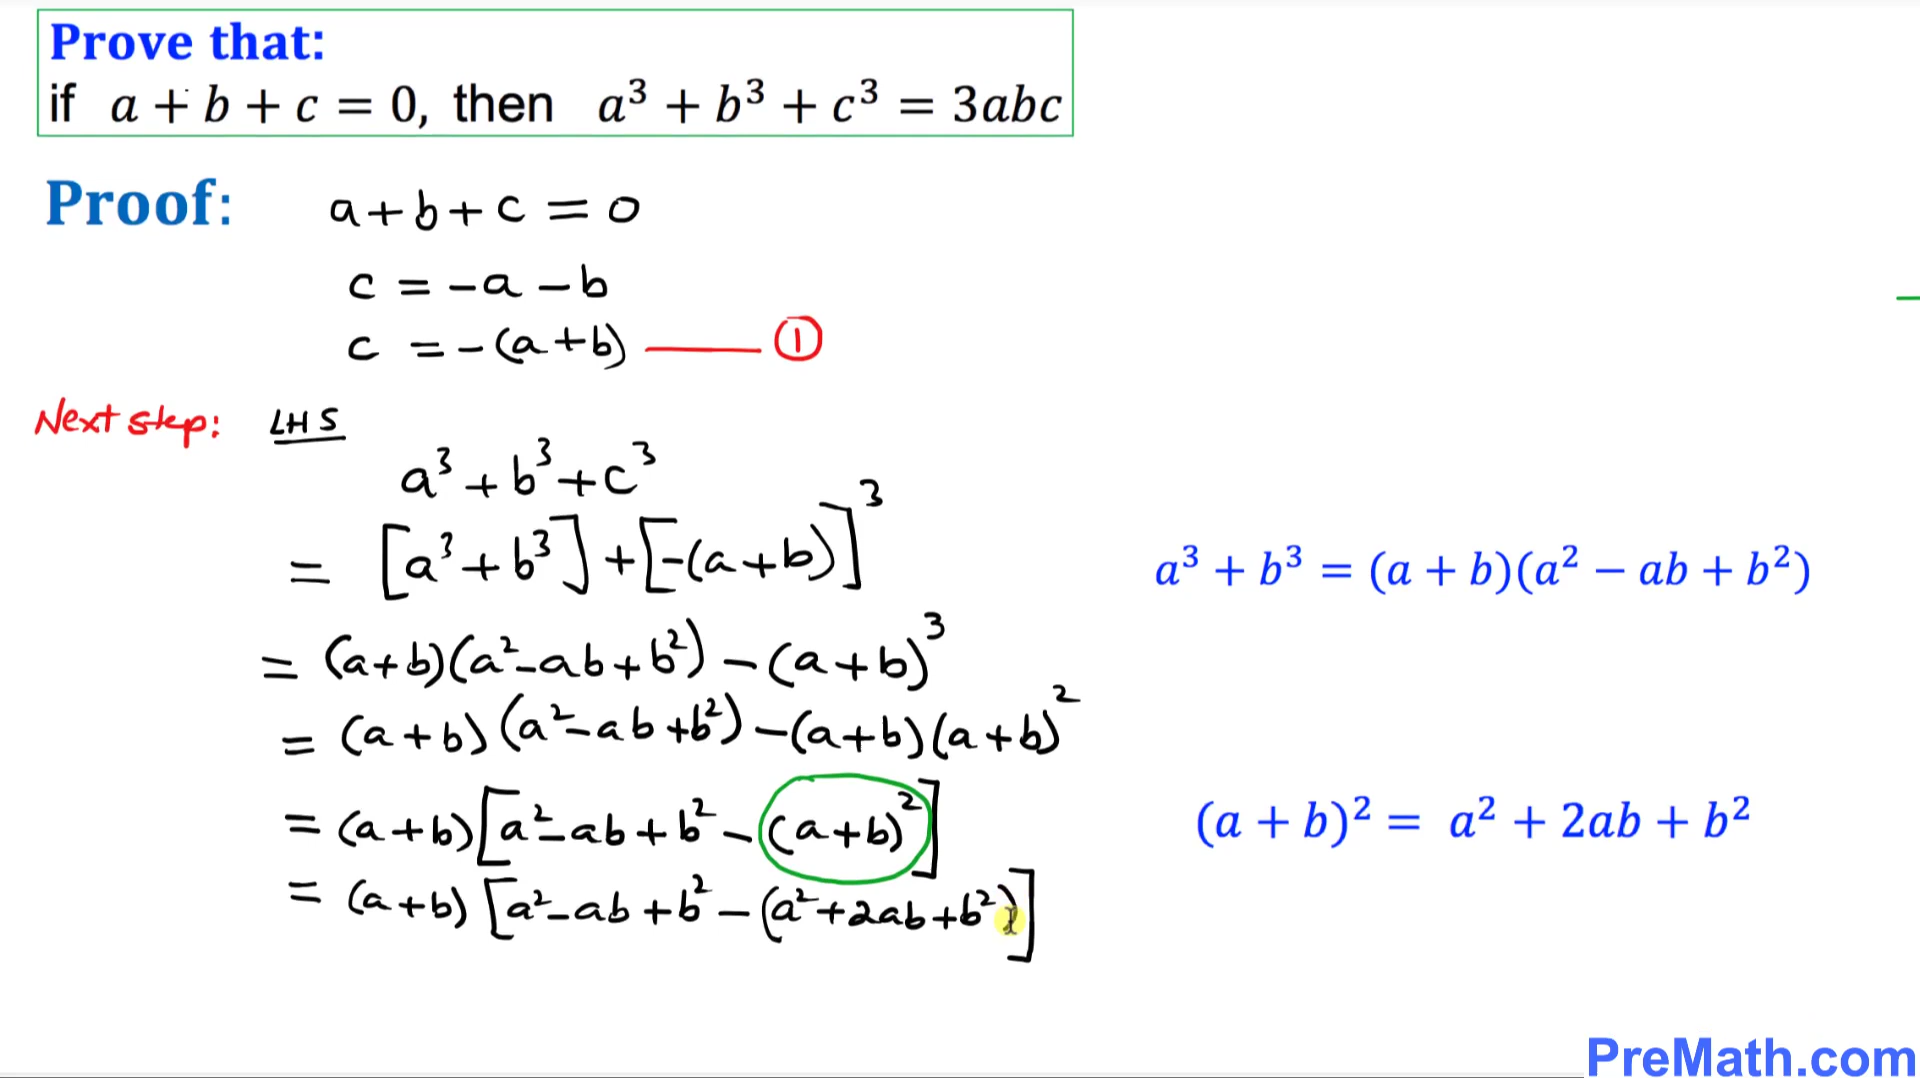 Prove that:
if a + b + c = 0, then a³ + b³ + c³ = 3abc
Proof: a+b+c = 0
c = -a - b
c = -(a+b) —— ①
Next step: LHS
a³ + b³ + c³
= [a³ + b³] + [-(a+b)]³
a³ + b³ = (a + b)(a² − ab + b²)
= (a+b)(a² - ab + b²) - (a+b)³
= (a+b)(a² - ab + b²) - (a+b)(a+b)²
= (a+b)[a² - ab + b² - (a+b)²]
(a + b)² = a² + 2ab + b²
= (a+b)[a² - ab + b² - (a² + 2ab + b²)]
PreMath.com